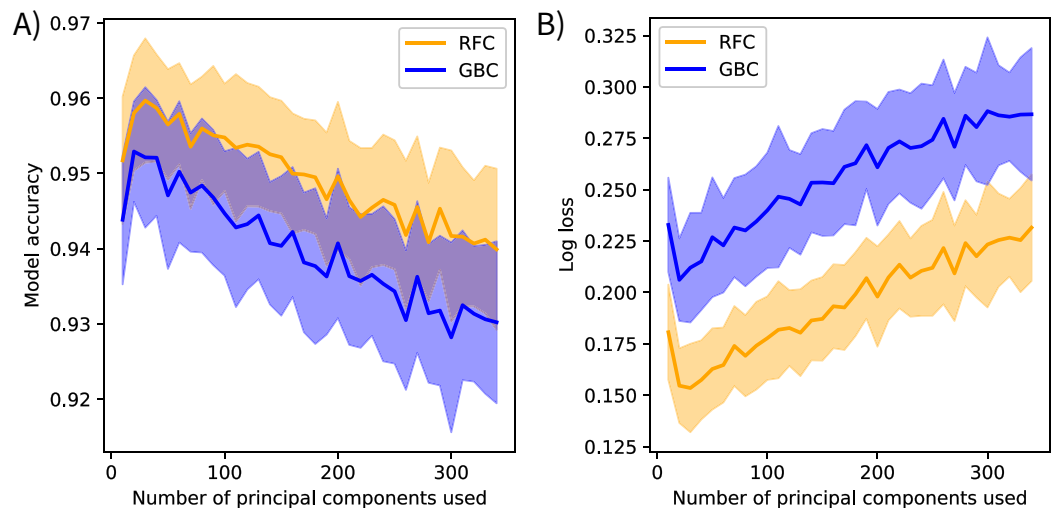 A)
0.97
0.96
0.95
0.94
0.93
0.92
Model accuracy
RFC
GBC
0
100
200
300
Number of principal components used
B)
0.325
0.300
0.275
0.250
0.225
0.200
0.175
0.150
0.125
Log loss
RFC
GBC
0
100
200
300
Number of principal components used